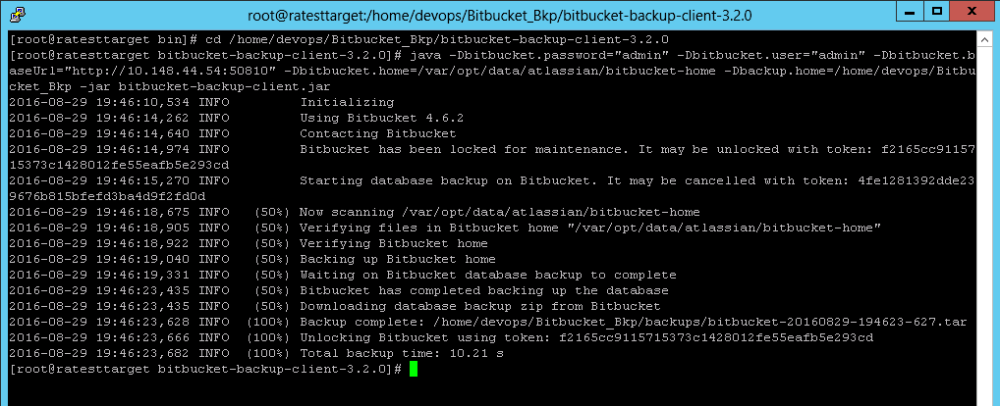 root@ratesttarget:/home/devops/Bitbucket_Bkp/bitbucket-backup-client-3.2.0
[root@ratesttarget bin]# cd /home/devops/Bitbucket_Bkp/bitbucket-backup-client-3.2.0
[root@ratesttarget bitbucket-backup-client-3.2.0]# java -Dbitbucket.password="admin" -Dbitbucket.user="admin" -Dbitbucket.b
aseUrl="http://10.148.44.54:50810" -Dbitbucket.home=/var/opt/data/atlassian/bitbucket-home -Dbackup.home=/home/devops/Bitbu
cket_Bkp -jar bitbucket-backup-client.jar
2016-08-29 19:46:10,534 INFO         Initializing
2016-08-29 19:46:14,262 INFO         Using Bitbucket 4.6.2
2016-08-29 19:46:14,640 INFO         Contacting Bitbucket
2016-08-29 19:46:14,974 INFO         Bitbucket has been locked for maintenance. It may be unlocked with token: f2165cc91157
15373c1428012fe55eafb5e293cd
2016-08-29 19:46:15,270 INFO         Starting database backup on Bitbucket. It may be cancelled with token: 4fe1281392dde23
9676b815bfefd3ba4d9f2fd0d
2016-08-29 19:46:18,675 INFO   (50%) Now scanning /var/opt/data/atlassian/bitbucket-home
2016-08-29 19:46:18,905 INFO   (50%) Verifying files in Bitbucket home "/var/opt/data/atlassian/bitbucket-home"
2016-08-29 19:46:18,922 INFO   (50%) Verifying Bitbucket home
2016-08-29 19:46:19,040 INFO   (50%) Backing up Bitbucket home
2016-08-29 19:46:19,331 INFO   (50%) Waiting on Bitbucket database backup to complete
2016-08-29 19:46:23,435 INFO   (50%) Bitbucket has completed backing up the database
2016-08-29 19:46:23,435 INFO   (50%) Downloading database backup zip from Bitbucket
2016-08-29 19:46:23,628 INFO  (100%) Backup complete: /home/devops/Bitbucket_Bkp/backups/bitbucket-20160829-194623-627.tar
2016-08-29 19:46:23,666 INFO  (100%) Unlocking Bitbucket using token: f2165cc9115715373c1428012fe55eafb5e293cd
2016-08-29 19:46:23,682 INFO  (100%) Total backup time: 10.21 s
[root@ratesttarget bitbucket-backup-client-3.2.0]#